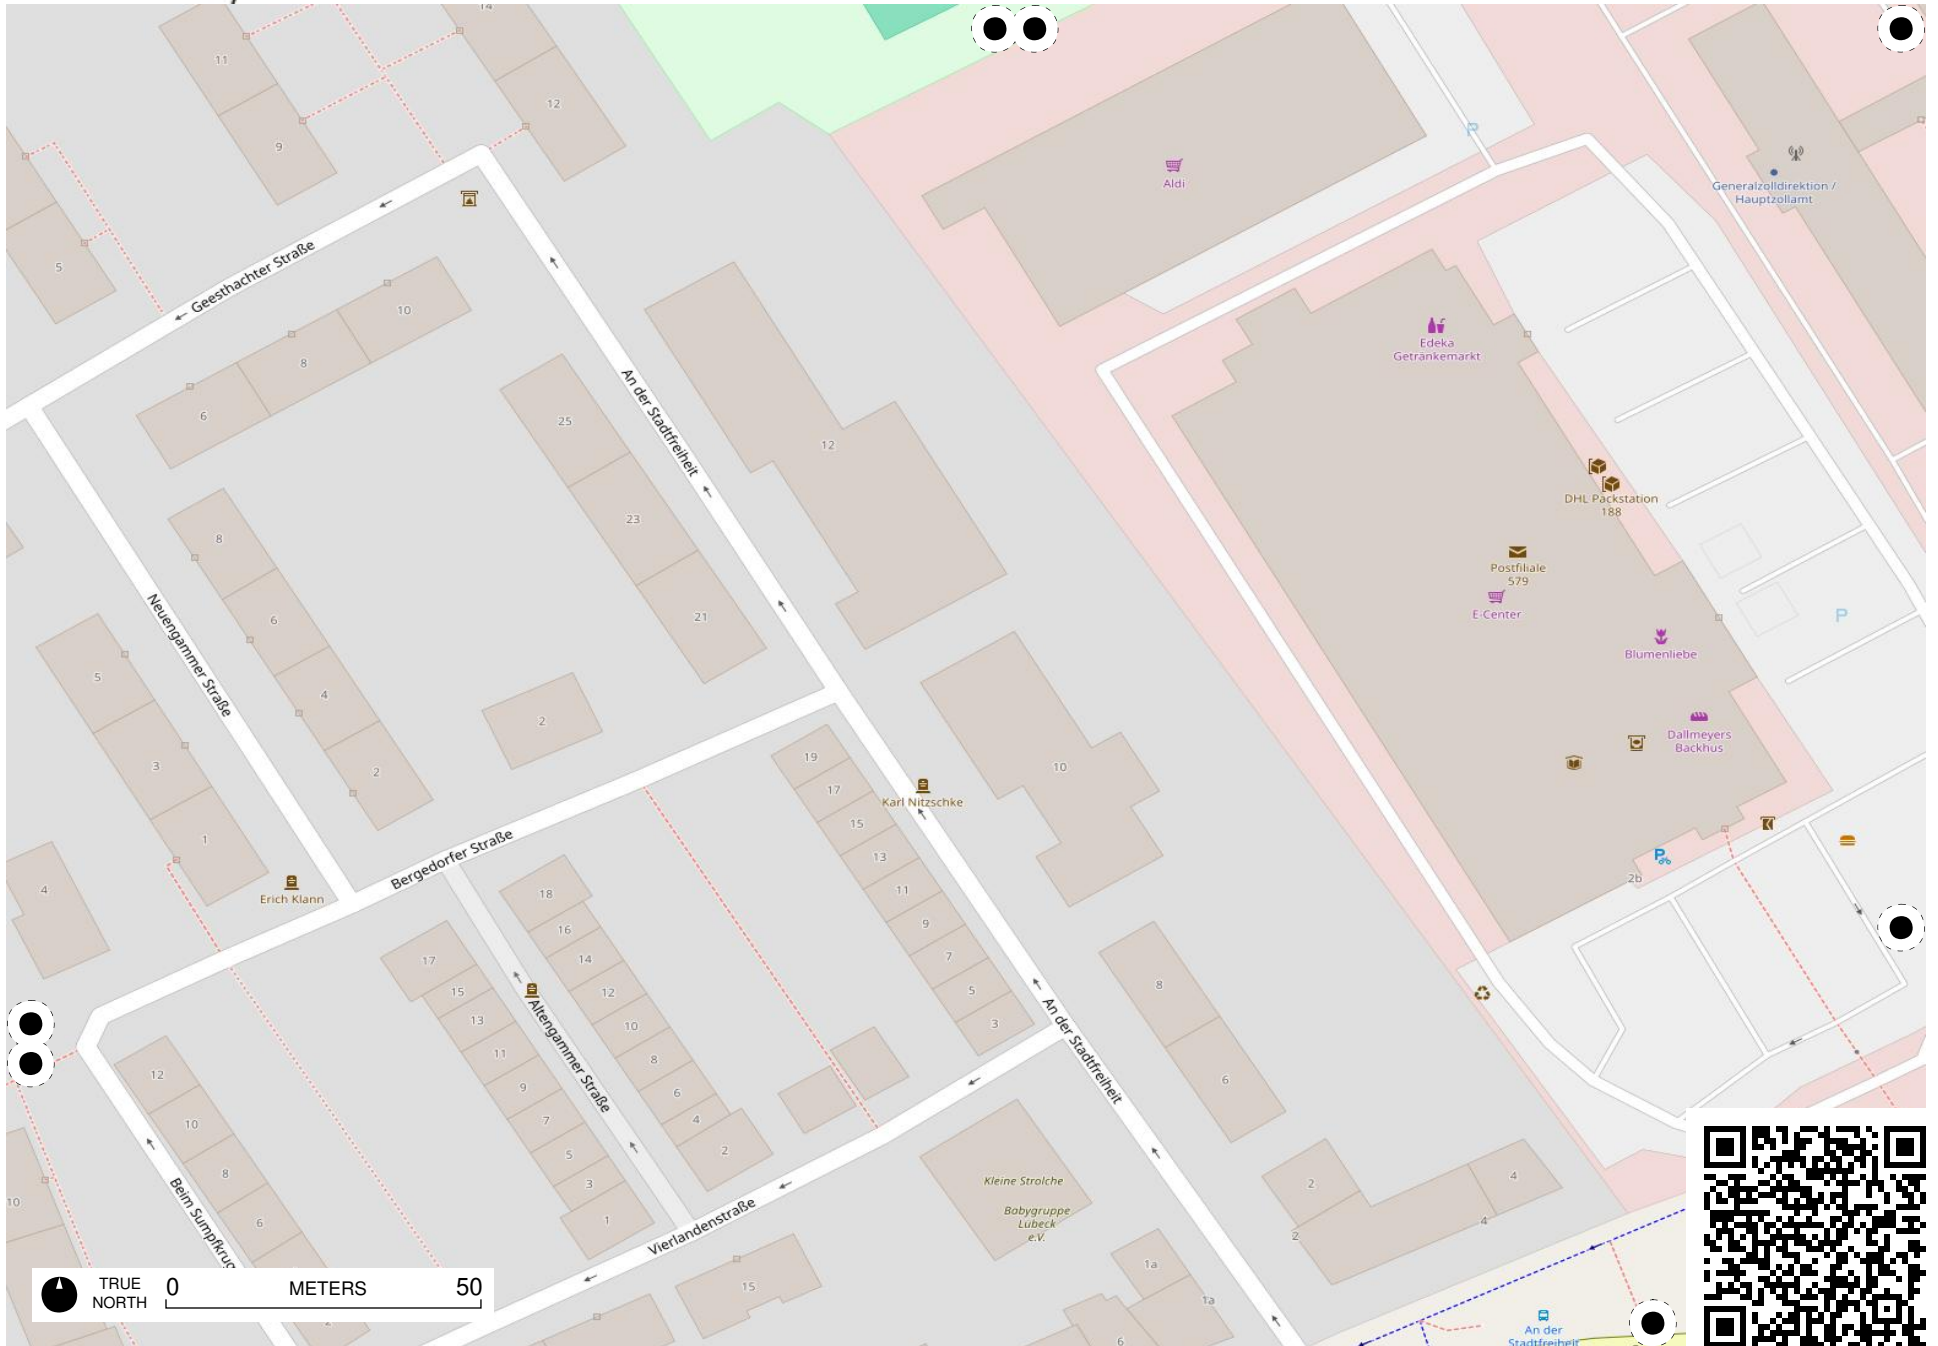 14
11
12
9
Aldi
P
Generalzolldirektion /
Hauptzollamt
5
Geesthachter Straße
10
8
6
An der Stadtfreiheit
25
12
23
21
Edeka
Getränkemarkt
DHL Packstation
188
Postfiliale
579
E-Center
Blumenliebe
P
Dallmeyers
Backhus
8
6
4
2
Neuengammer Straße
5
3
1
2
19
17
15
13
11
9
7
5
3
Karl Nitzschke
10
4
Erich Klann
Bergedorfer Straße
18
16
14
12
10
8
6
4
2
17
15
13
11
9
7
5
3
1
Altengammer Straße
P
2b
8
6
An der Stadtfreiheit
12
10
8
6
2
10
Beim Sumpfkrug
Vierlandenstraße
Kleine Strolche
Babygruppe
Lübeck
e.V.
2
4
2
4
15
1a
1a
6
An der
Stadtfreiheit
TRUE
NORTH
0 METERS 50